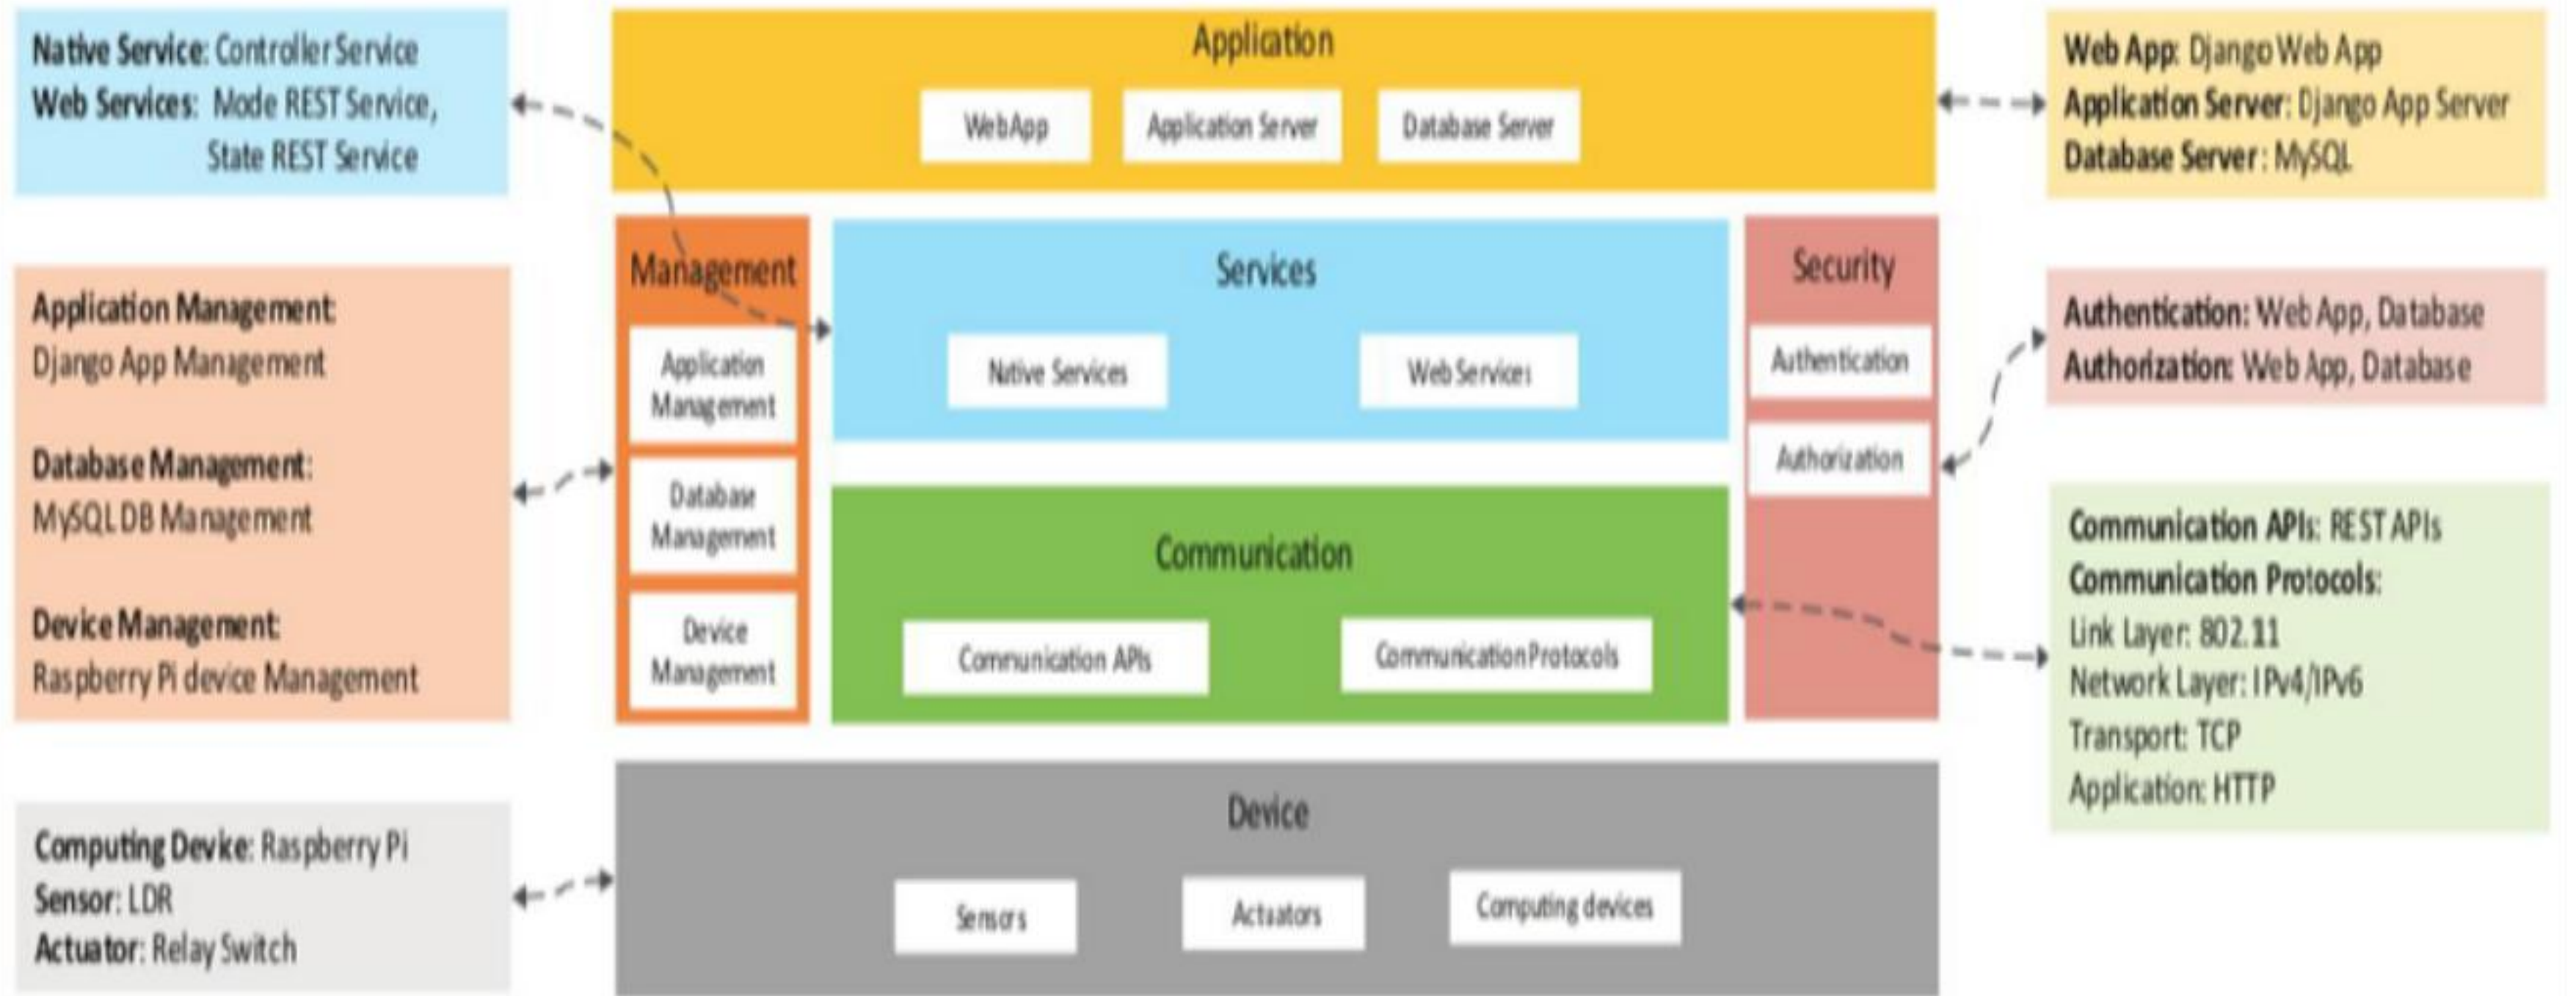 Native Service: Controller Service
Web Services: Mode REST Service,
State REST Service
Application Management:
Django App Management
Database Management:
MySQL DB Management
Device Management:
Raspberry Pi device Management
Computing Device: Raspberry Pi
Sensor: LDR
Actuator: Relay Switch
Application
Web App
Application Server
Database Server
Management
Application
Management
Database
Management
Device
Management
Services
Native Services
Web Services
Communication
Communication APIs
Communication Protocols
Security
Authentication
Authorization
Device
Sensors
Actuators
Computing devices
Web App: Django Web App
Application Server: Django App Server
Database Server: MySQL
Authentication: Web App, Database
Authorization: Web App, Database
Communication APIs: REST APIs
Communication Protocols:
Link Layer: 802.11
Network Layer: IPv4/IPv6
Transport: TCP
Application: HTTP